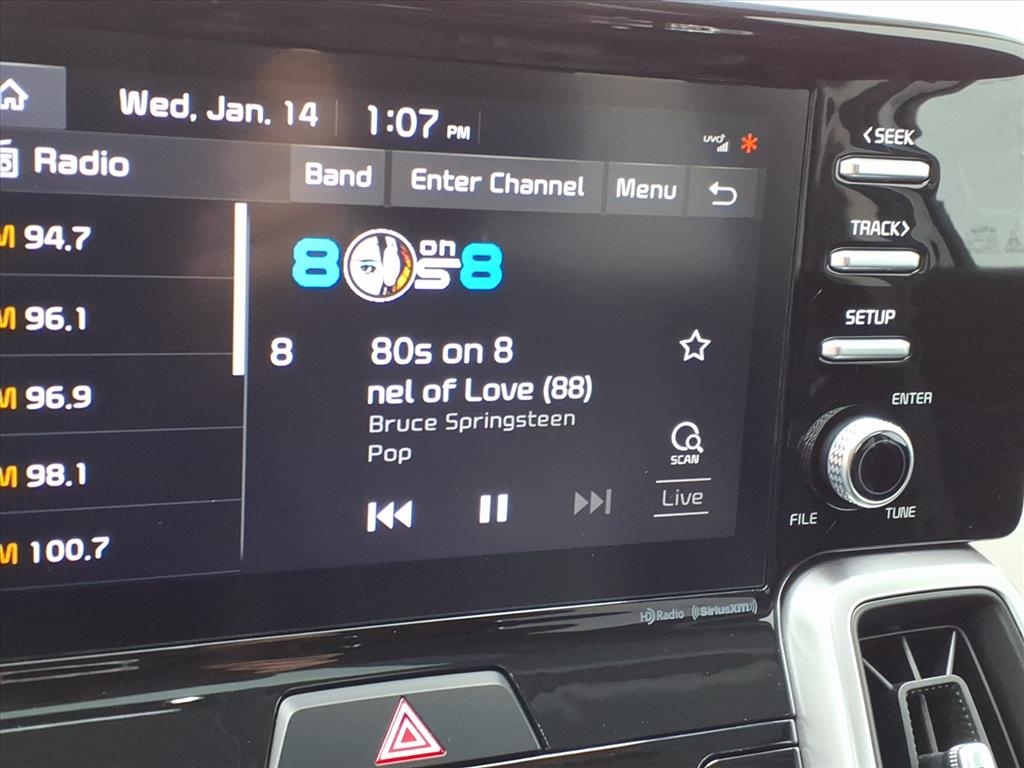 Wed, Jan. 14 1:07 PM
UVO
Radio
Band
Enter Channel
Menu
M 94.7
M 96.1
M 96.9
M 98.1
M 100.7
80s on 8
8 80s on 8
nel of Love (88)
Bruce Springsteen
Pop
SCAN
Live
HD Radio ((SiriusXM))
<SEEK
TRACK>
SETUP
ENTER
FILE
TUNE